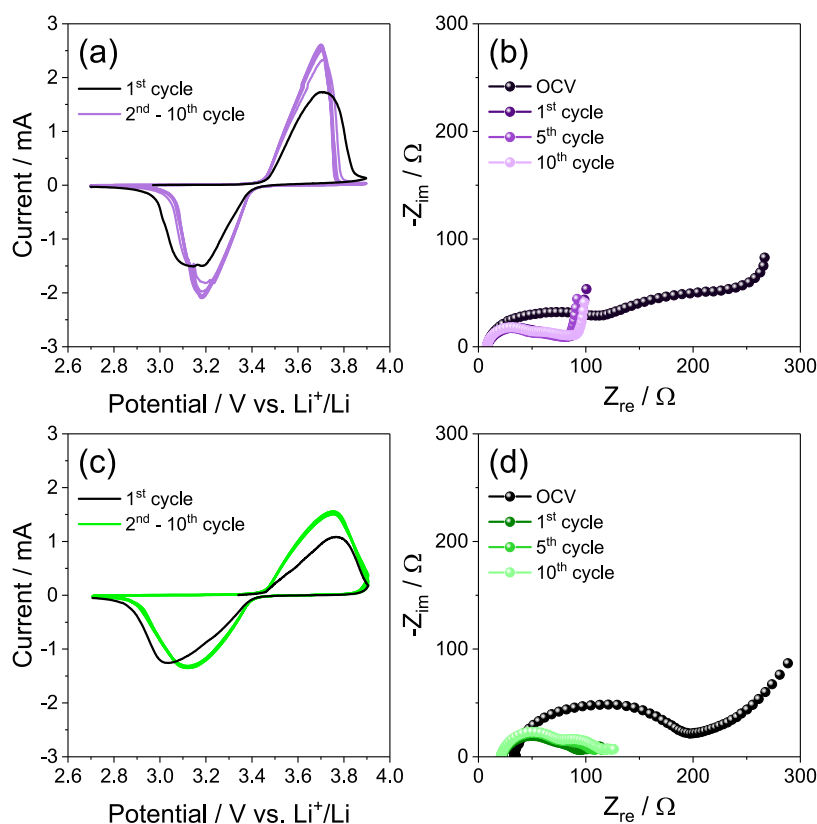 (a)
1st cycle
2nd - 10th cycle
3
2
1
0
-1
-2
-3
Current / mA
2.6 2.8 3.0 3.2 3.4 3.6 3.8 4.0
Potential / V vs. Li+/Li
(b)
OCV
1st cycle
5th cycle
10th cycle
300
200
100
0
-Zim / Ω
0 100 200 300
Zre / Ω
(c)
1st cycle
2nd - 10th cycle
3
2
1
0
-1
-2
-3
Current / mA
2.6 2.8 3.0 3.2 3.4 3.6 3.8 4.0
Potential / V vs. Li+/Li
(d)
OCV
1st cycle
5th cycle
10th cycle
300
200
100
0
-Zim / Ω
0 100 200 300
Zre / Ω